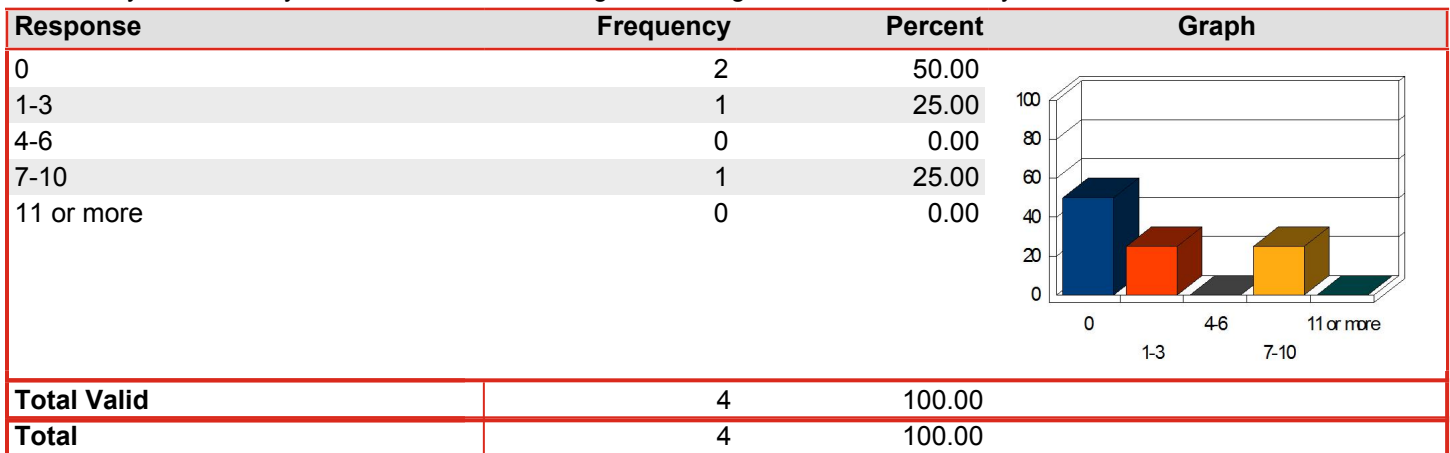 Response Frequency Percent Graph
0 2 50.00
1-3 1 25.00
4-6 0 0.00
7-10 1 25.00
11 or more 0 0.00
100
80
60
40
20
0
0 4-6 11 or more
1-3 7-10
Total Valid 4 100.00
Total 4 100.00